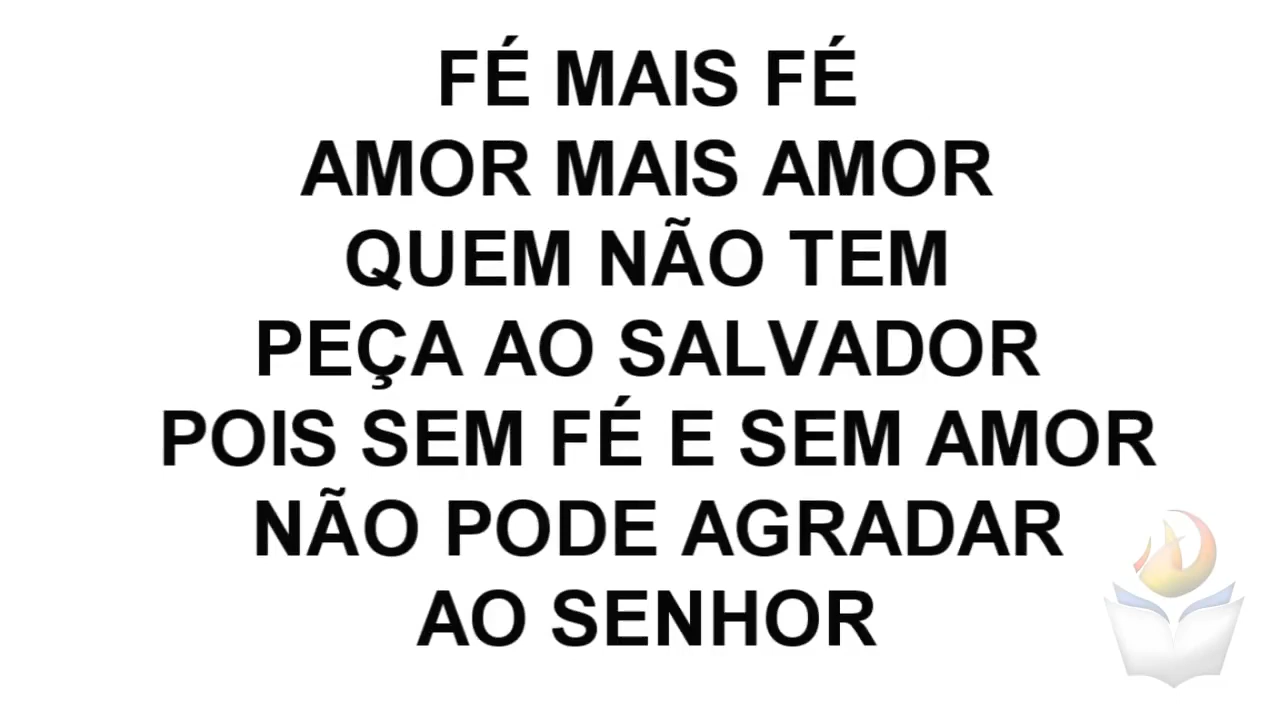 FÉ MAIS FÉ
AMOR MAIS AMOR
QUEM NÃO TEM
PEÇA AO SALVADOR
POIS SEM FÉ E SEM AMOR
NÃO PODE AGRADAR
AO SENHOR